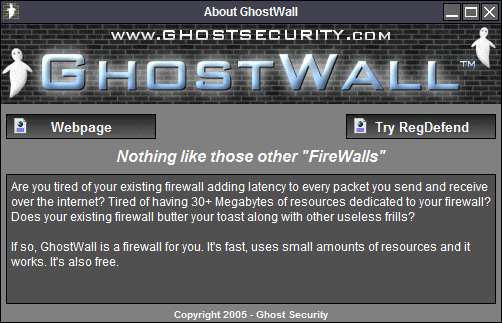 About GhostWall
www.GHOSTSECURITY.COM
GHOSTWALL™
Webpage
Try RegDefend
Nothing like those other "FireWalls"
Are you tired of your existing firewall adding latency to every packet you send and receive
over the internet? Tired of having 30+ Megabytes of resources dedicated to your firewall?
Does your existing firewall butter your toast along with other useless frills?
If so, GhostWall is a firewall for you. It's fast, uses small amounts of resources and it
works. It's also free.
Copyright 2005 - Ghost Security